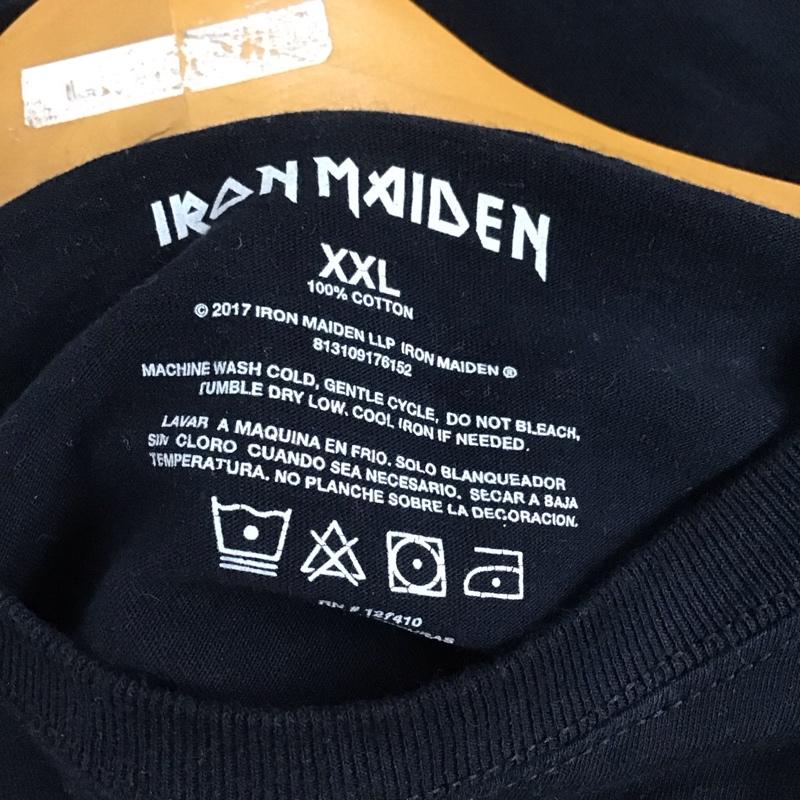 IRON MAIDEN
XXL
100% COTTON
© 2017 IRON MAIDEN LLP IRON MAIDEN ®
813109176152
MACHINE WASH COLD, GENTLE CYCLE, DO NOT BLEACH,
TUMBLE DRY LOW. COOL IRON IF NEEDED.
LAVAR A MAQUINA EN FRIO. SOLO BLANQUEADOR
SIN CLORO CUANDO SEA NECESARIO. SECAR A BAJA
TEMPERATURA. NO PLANCHE SOBRE LA DECORACION.
RN # 127410